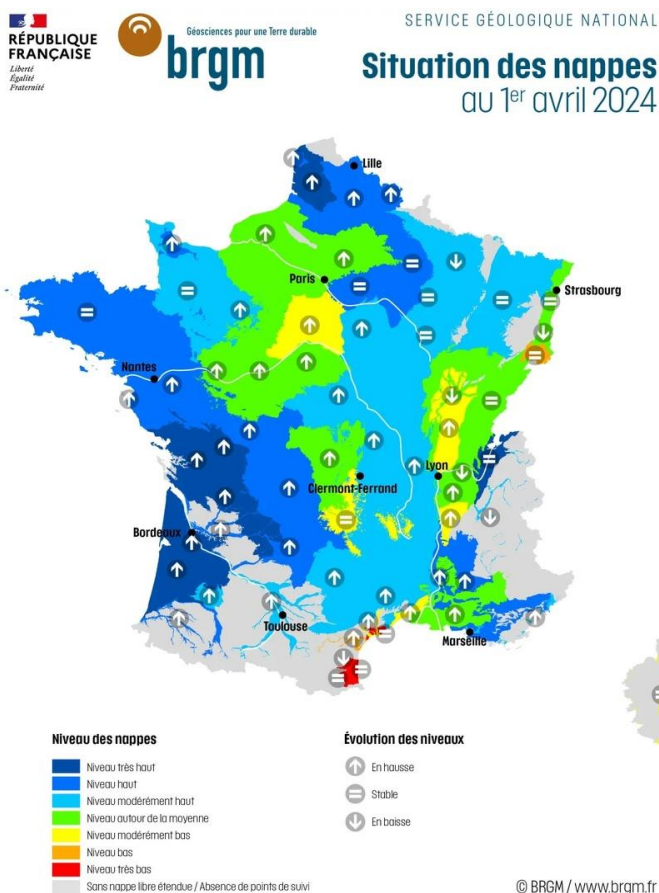 RÉPUBLIQUE
FRANÇAISE
Liberté
Égalité
Fraternité
Géosciences pour une Terre durable
brgm
SERVICE GÉOLOGIQUE NATIONAL
Situation des nappes
au 1er avril 2024
Lille
Paris
Strasbourg
Nantes
Lyon
Clermont-Ferrand
Bordeaux
Toulouse
Marseille
Niveau des nappes
Niveau très haut
Niveau haut
Niveau modérément haut
Niveau autour de la moyenne
Niveau modérément bas
Niveau bas
Niveau très bas
Sans nappe libre étendue / Absence de points de suivi
Évolution des niveaux
En hausse
Stable
En baisse
© BRGM / www.brgm.fr